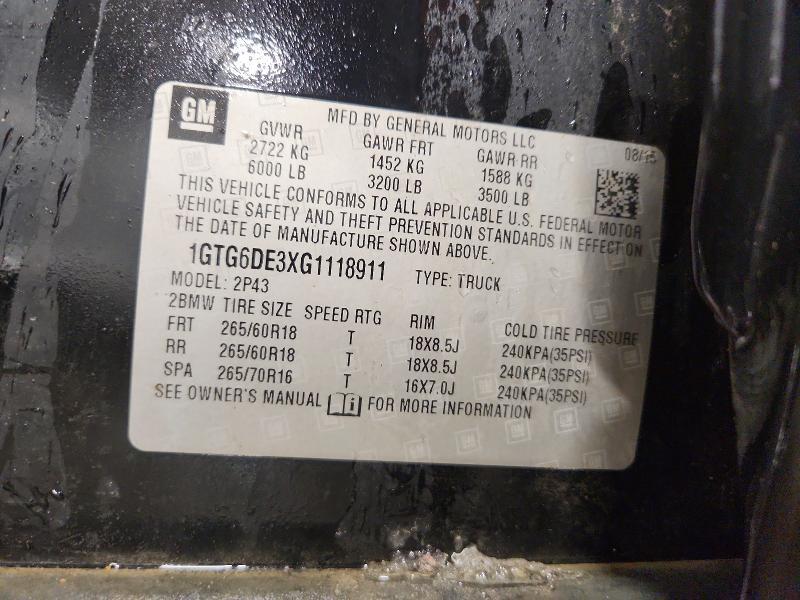 GM
MFD BY GENERAL MOTORS LLC
08/15
GVWR GAWR FRT GAWR RR
2722 KG 1452 KG 1588 KG
6000 LB 3200 LB 3500 LB
THIS VEHICLE CONFORMS TO ALL APPLICABLE U.S. FEDERAL MOTOR
VEHICLE SAFETY AND THEFT PREVENTION STANDARDS IN EFFECT ON
THE DATE OF MANUFACTURE SHOWN ABOVE.
1GTG6DE3XG1118911 TYPE: TRUCK
MODEL: 2P43
2BMW TIRE SIZE SPEED RTG RIM COLD TIRE PRESSURE
FRT 265/60R18 T 18X8.5J 240KPA(35PSI)
RR 265/60R18 T 18X8.5J 240KPA(35PSI)
SPA 265/70R16 T 16X7.0J 240KPA(35PSI)
SEE OWNER'S MANUAL i FOR MORE INFORMATION